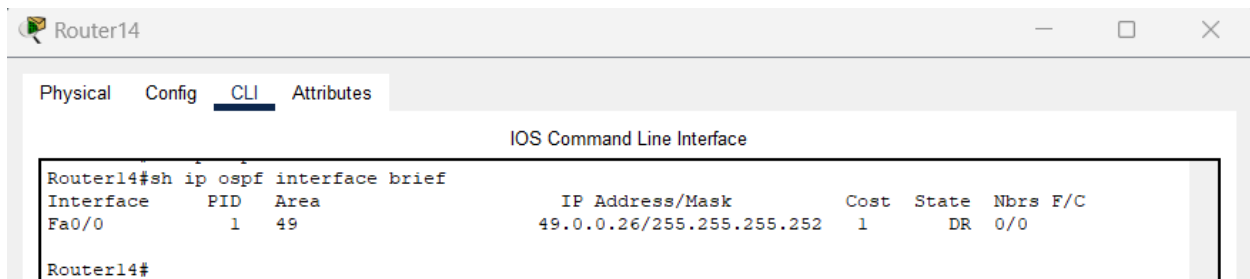 Router14
Physical Config CLI Attributes
IOS Command Line Interface
Router14#sh ip ospf interface brief
Interface PID Area IP Address/Mask Cost State Nbrs F/C
Fa0/0 1 49 49.0.0.26/255.255.255.252 1 DR 0/0
Router14#